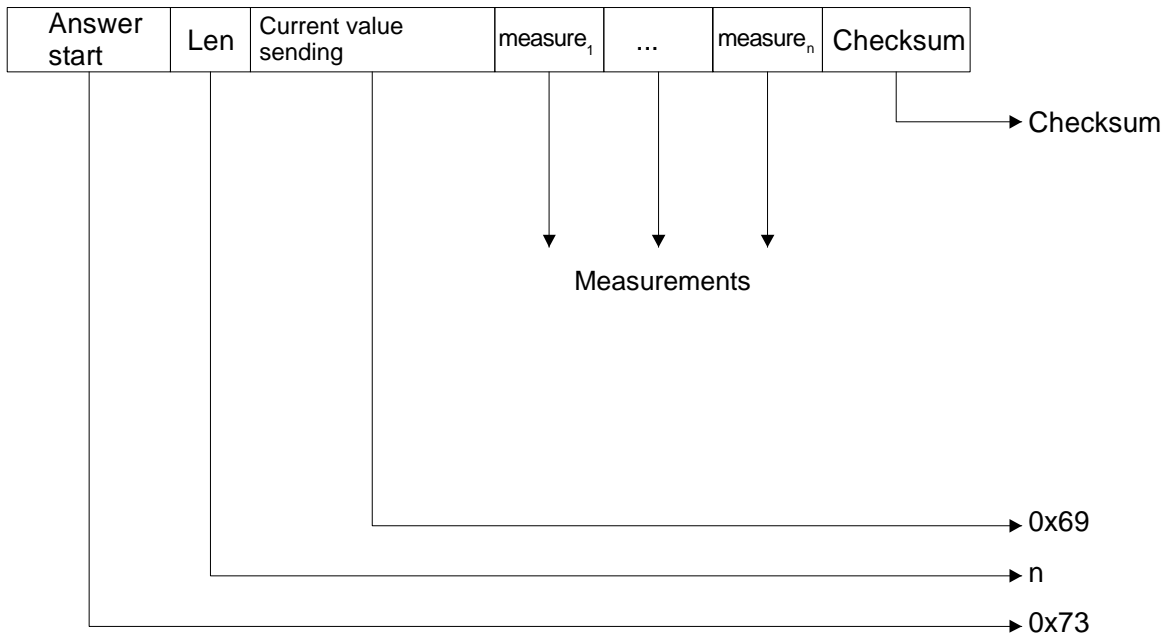 Answer
start
Len
Current value
sending
measure1
...
measuren
Checksum
Checksum
Measurements
0x69
n
0x73